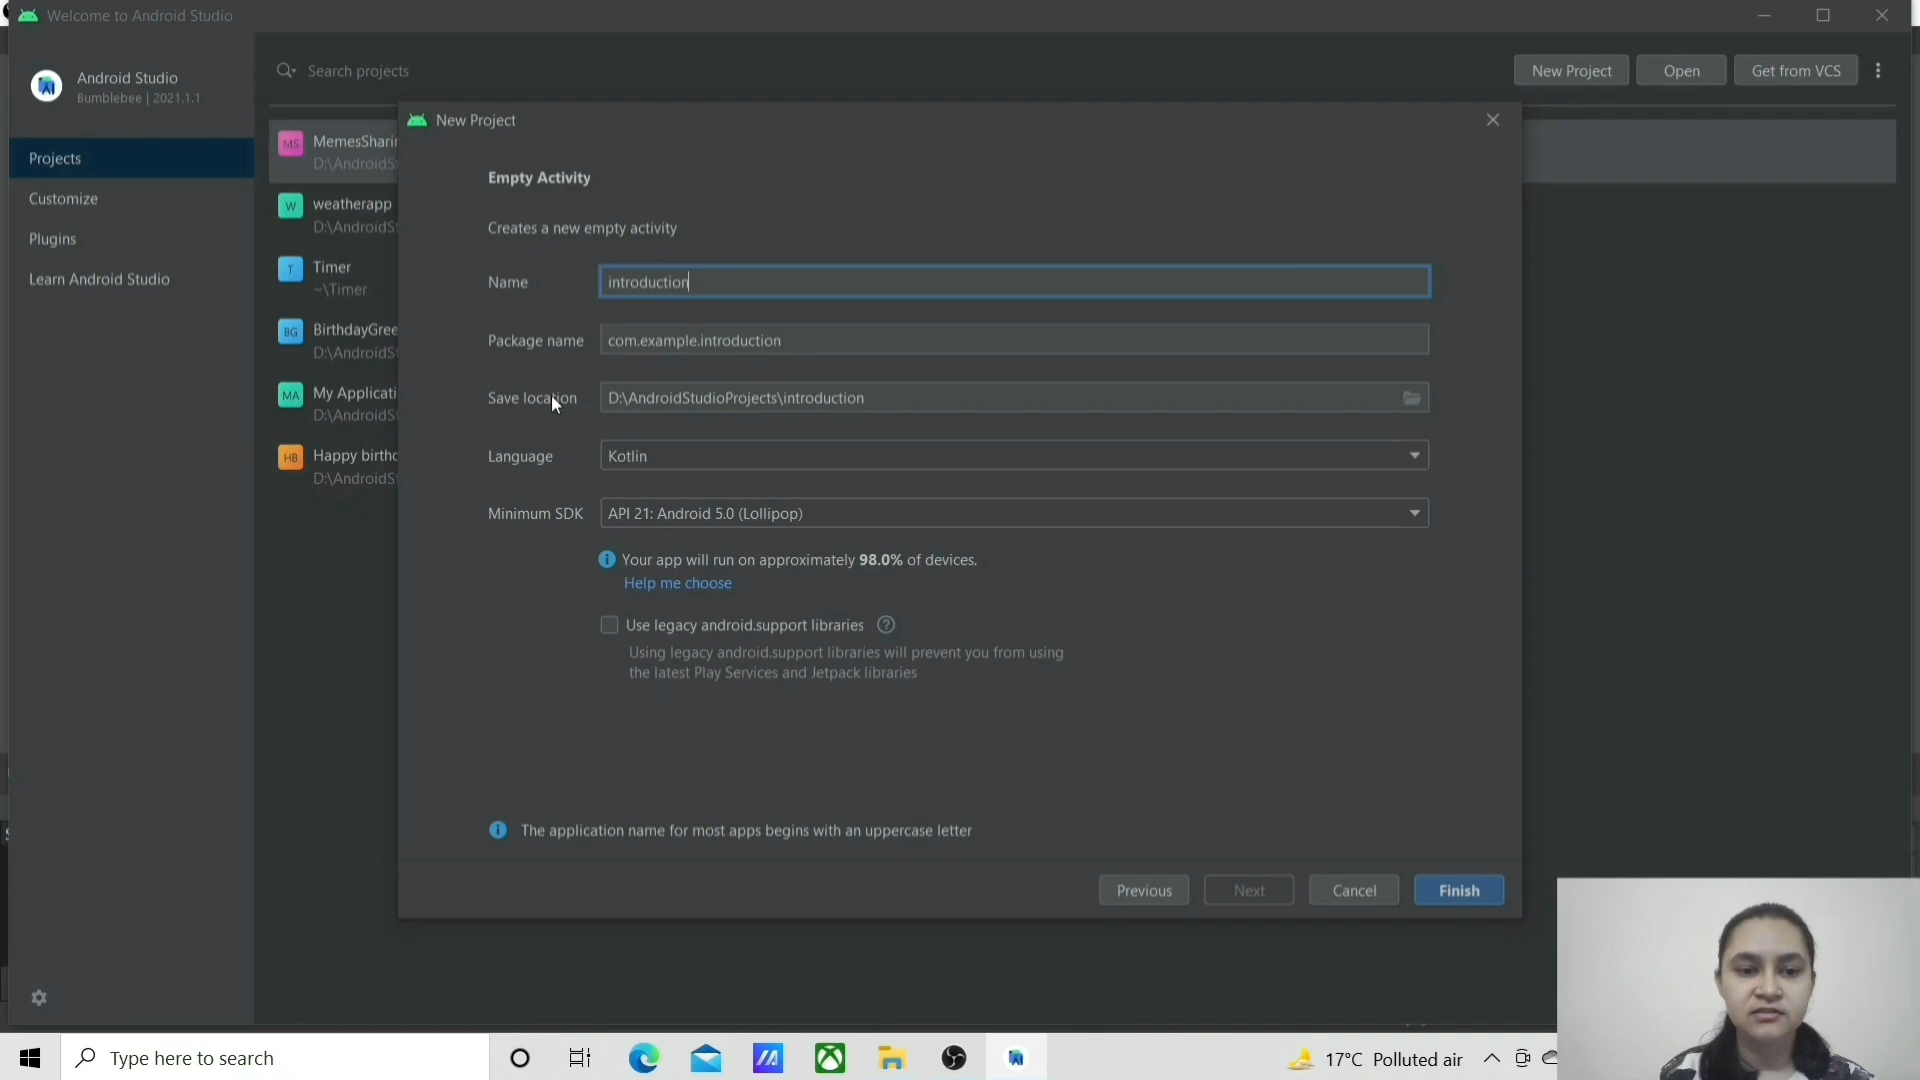 Welcome to Android Studio
Android Studio
Bumblebee | 2021.1.1
Search projects
New Project
Open
Get from VCS
Projects
Customize
Plugins
Learn Android Studio
MS
MemesSharin
D:\AndroidSt
W
weatherapp
D:\AndroidSt
T
Timer
~\Timer
BG
BirthdayGree
D:\AndroidSt
MA
My Applicati
D:\AndroidSt
HB
Happy birthd
D:\AndroidSt
New Project
Empty Activity
Creates a new empty activity
Name
introduction
Package name
com.example.introduction
Save location
D:\AndroidStudioProjects\introduction
Language
Kotlin
Minimum SDK
API 21: Android 5.0 (Lollipop)
Your app will run on approximately 98.0% of devices.
Help me choose
Use legacy android.support libraries
Using legacy android.support libraries will prevent you from using
the latest Play Services and Jetpack libraries
The application name for most apps begins with an uppercase letter
Previous
Next
Cancel
Finish
Type here to search
17°C Polluted air